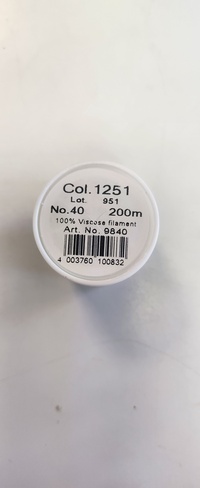 Col.1251
Lot. 951
No.40 200m
100% Viscose filament
Art. No. 9840
4 003760 100832